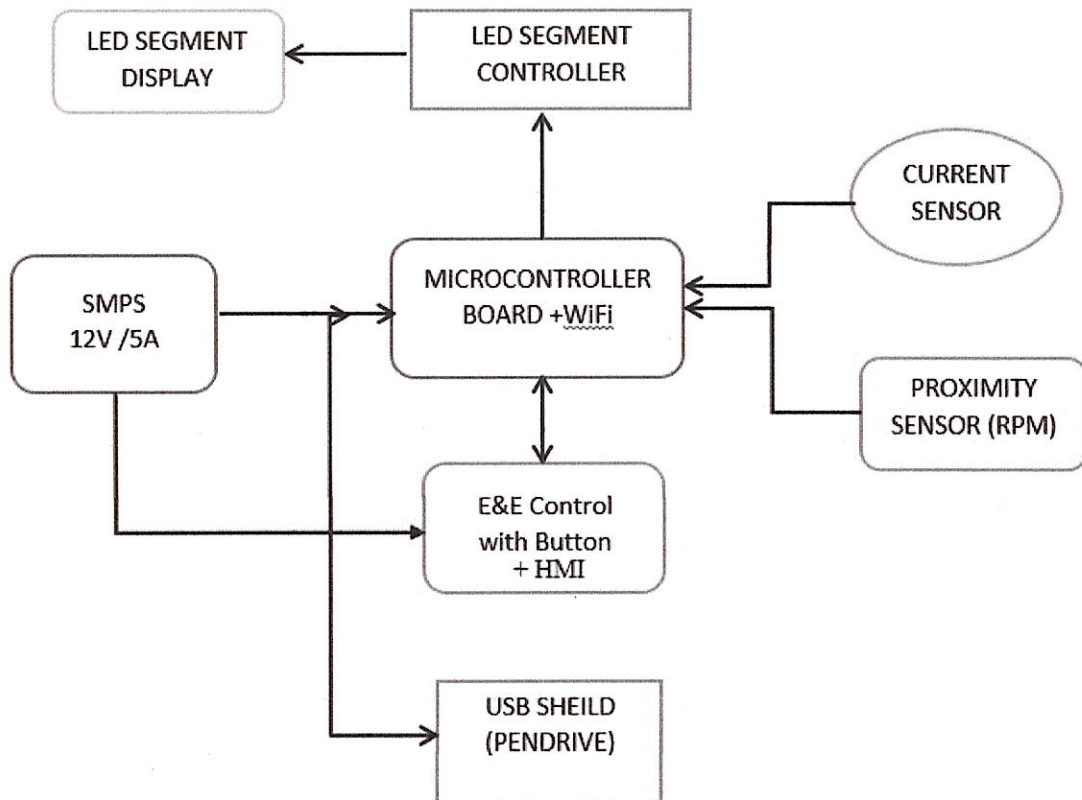 LED SEGMENT
DISPLAY
LED SEGMENT
CONTROLLER
CURRENT
SENSOR
SMPS
12V /5A
MICROCONTROLLER
BOARD +WiFi
PROXIMITY
SENSOR (RPM)
E&E Control
with Button
+ HMI
USB SHEILD
(PENDRIVE)